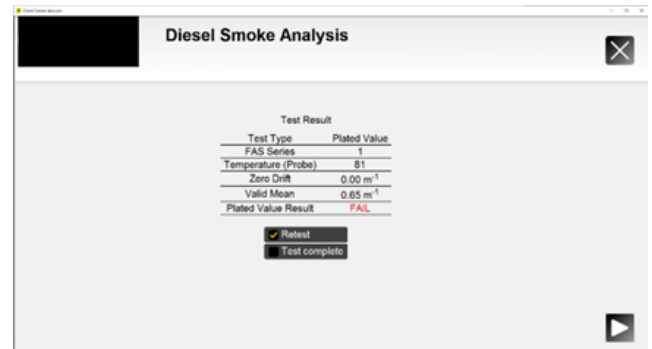 Diesel Smoke Analysis
Test Result
Test Type Plated Value
FAS Series 1
Temperature (Probe) 81
Zero Drift 0.00 m⁻¹
Valid Mean 0.65 m⁻¹
Plated Value Result FAIL
Retest
Test complete